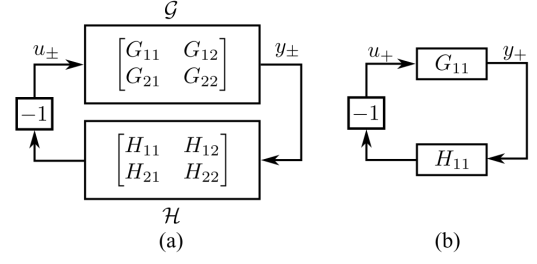 𝒢
u± [G11 G12 G21 G22] y±
−1
[H11 H12 H21 H22]
ℋ
(a)
u+ G11 y+
−1
H11
(b)